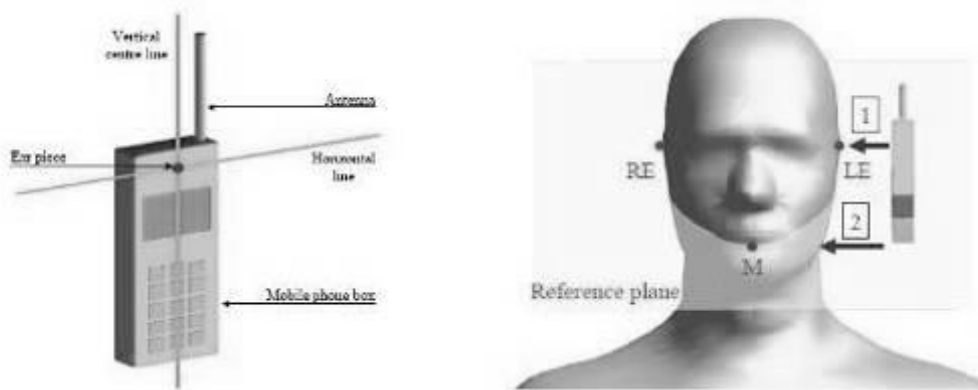 Vertical
centre line
Antenna
Ear piece
Horizontal
line
Mobile phone box
1
RE
LE
2
M
Reference plane